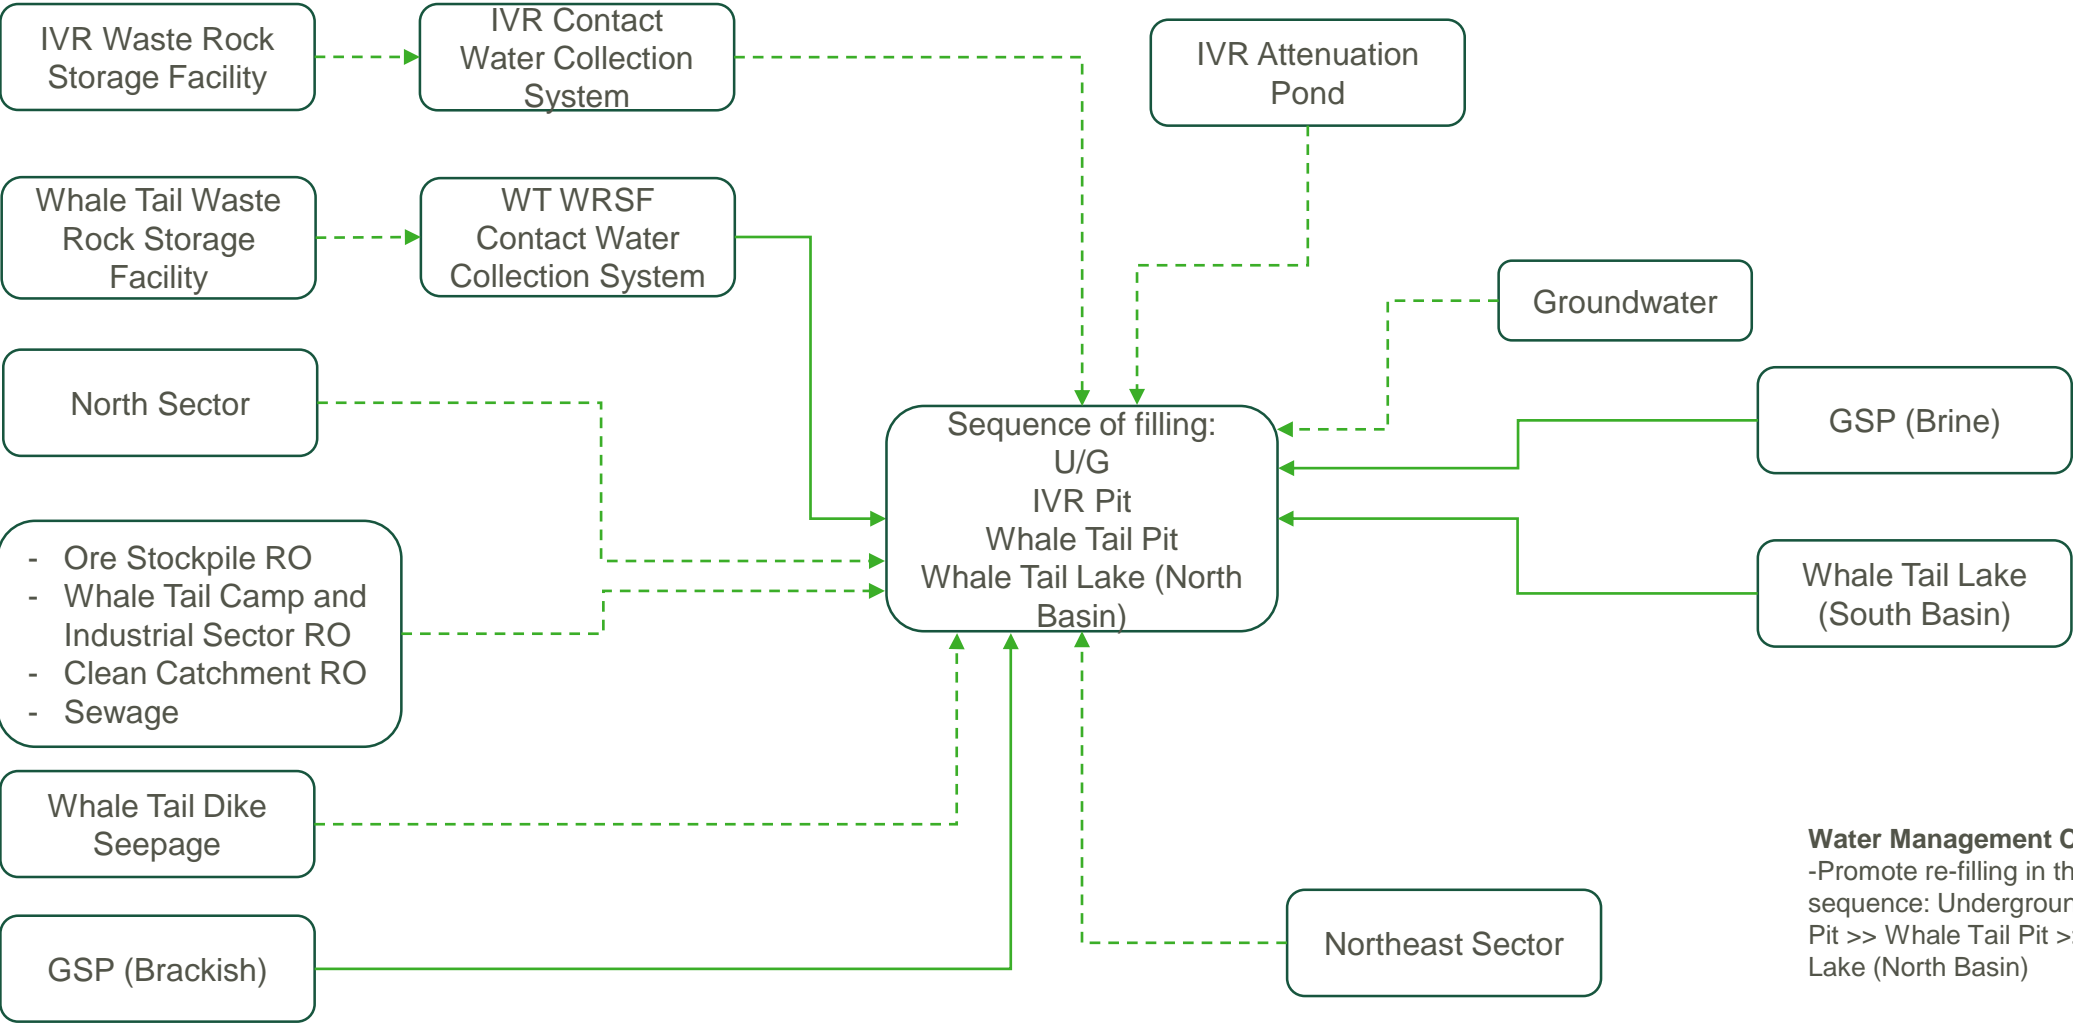 IVR Waste Rock
Storage Facility
IVR Contact
Water Collection
System
IVR Attenuation
Pond
Whale Tail Waste
Rock Storage
Facility
WT WRSF
Contact Water
Collection System
Groundwater
North Sector
GSP (Brine)
Sequence of filling:
U/G
IVR Pit
Whale Tail Pit
Whale Tail Lake (North
Basin)
- Ore Stockpile RO
- Whale Tail Camp and
Industrial Sector RO
- Clean Catchment RO
- Sewage
Whale Tail Lake
(South Basin)
Whale Tail Dike
Seepage
GSP (Brackish)
Northeast Sector
Water Management
-Promote re-filling in
sequence:
Pit >> Whale Tail Pit
Lake (North Basin)